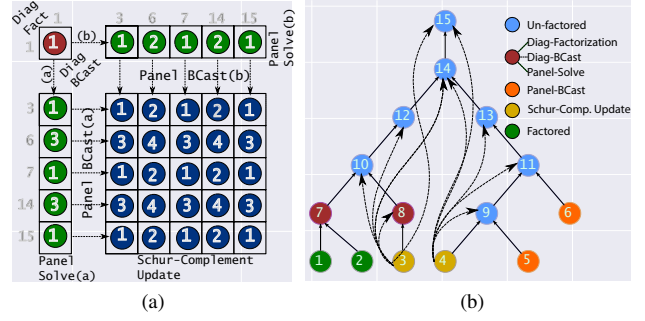 Diag
Fact
1
3 6 7 14 15
1
1
(b)
1 2 1 2 1
Panel
Solve(b)
(a)
Diag
BCast
Panel BCast(b)
3
1
1 2 1 2 1
6
3
3 4 3 4 3
7
1
1 2 1 2 1
14
3
3 4 3 4 3
15
1
1 2 1 2 1
Panel BCast(a)
Panel
Solve(a)
Schur-Complement
Update
(a)
15
14
12 13
10 11
7 8 9 6
1 2 3 4 5
Un-factored
Diag-Factorization
Diag-BCast
Panel-Solve
Panel-BCast
Schur-Comp. Update
Factored
(b)